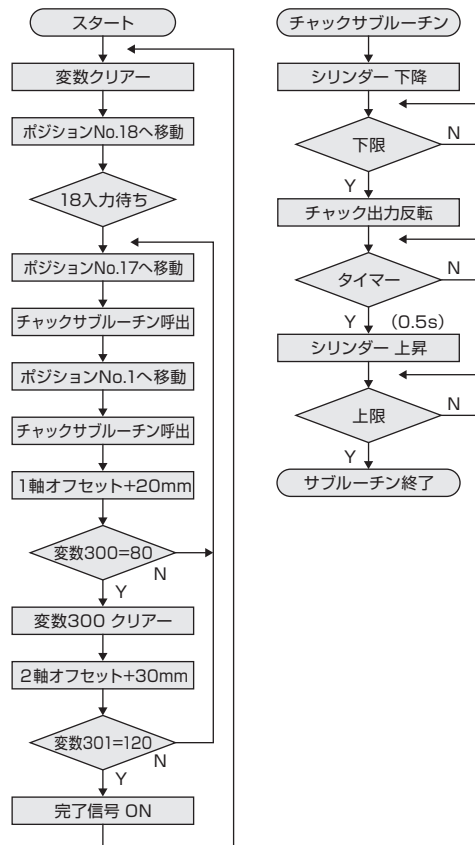 スタート
変数クリアー
ポジションNo.18へ移動
18入力待ち
ポジションNo.17へ移動
チャックサブルーチン呼出
ポジションNo.1へ移動
チャックサブルーチン呼出
1軸オフセット+20mm
変数300=80
N
Y
変数300 クリアー
2軸オフセット+30mm
変数301=120
N
Y
完了信号 ON
チャックサブルーチン
シリンダー 下降
下限
N
Y
チャック出力反転
タイマー
N
Y (0.5s)
シリンダー 上昇
上限
N
Y
サブルーチン終了